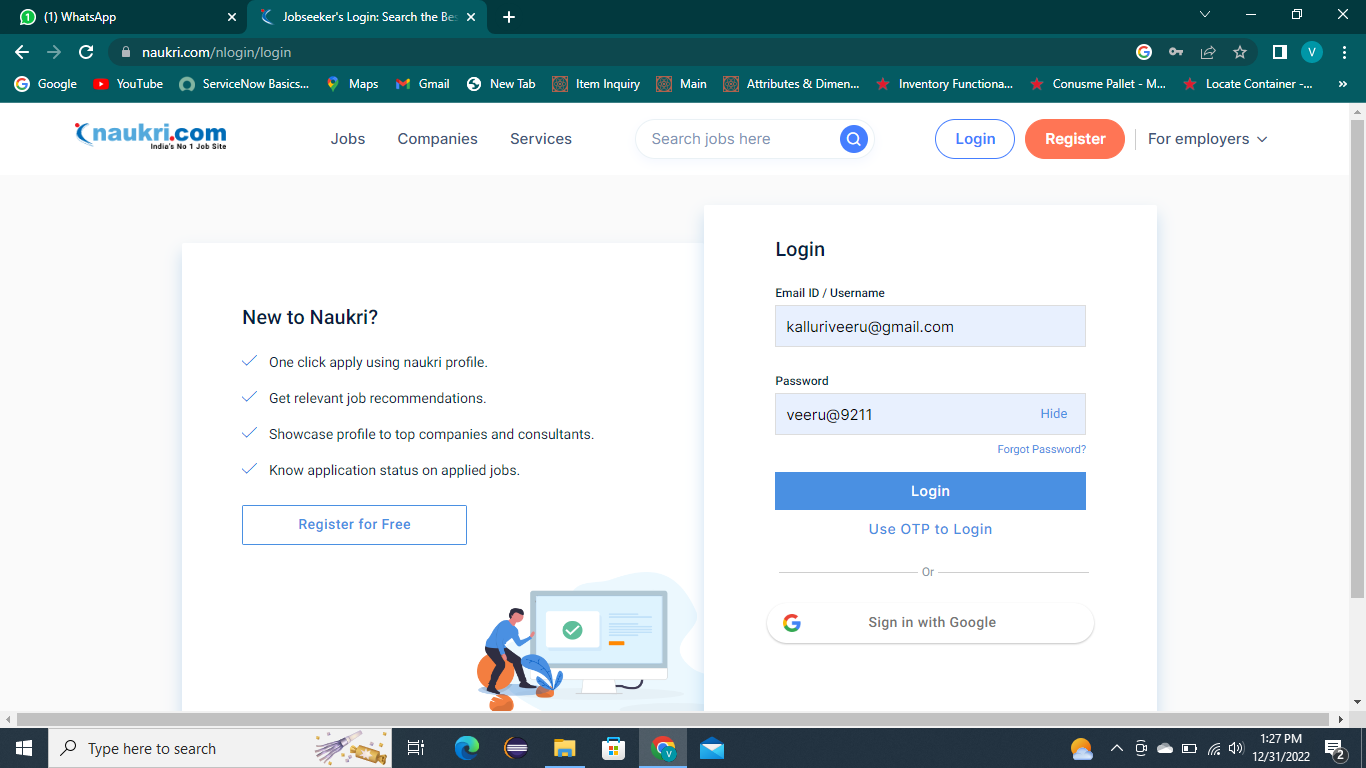 (1) WhatsApp
Jobseeker's Login: Search the Bes
naukri.com/nlogin/login
V
Google YouTube ServiceNow Basics... Maps Gmail New Tab Item Inquiry Main Attributes & Dimen... Inventory Functiona... Conusme Pallet - M... Locate Container -... »
naukri.com
India's No 1 Job Site
Jobs Companies Services Search jobs here Login Register For employers
New to Naukri?
One click apply using naukri profile.
Get relevant job recommendations.
Showcase profile to top companies and consultants.
Know application status on applied jobs.
Register for Free
Login
Email ID / Username
kalluriveeru@gmail.com
Password
veeru@9211 Hide
Forgot Password?
Login
Use OTP to Login
Or
Sign in with Google
Type here to search
1:27 PM
12/31/2022
2